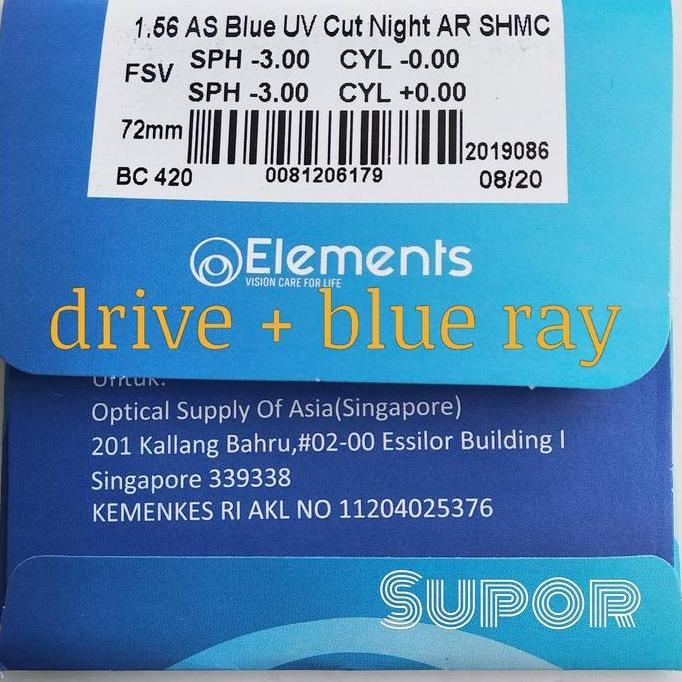 1.56 AS Blue UV Cut Night AR SHMC
FSV
SPH -3.00 CYL -0.00
SPH -3.00 CYL +0.00
72mm
2019086
BC 420
0081206179
08/20
Elements
VISION CARE FOR LIFE
drive + blue ray
Untuk:
Optical Supply Of Asia(Singapore)
201 Kallang Bahru,#02-00 Essilor Building I
Singapore 339338
KEMENKES RI AKL NO 11204025376
SUPOR